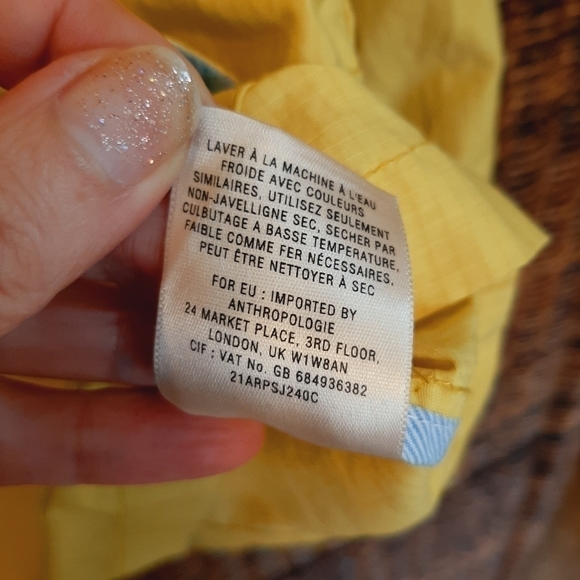 LAVER À LA MACHINE À L'EAU
FROIDE AVEC COULEURS
SIMILAIRES, UTILISEZ SEULEMENT
NON-JAVELLIGNE SEC, SECHER PAR
CULBUTAGE A BASSE TEMPERATURE,
FAIBLE COMME FER NÉCESSAIRES,
PEUT ÊTRE NETTOYER À SEC
FOR EU : IMPORTED BY
ANTHROPOLOGIE
24 MARKET PLACE, 3RD FLOOR,
LONDON, UK W1W8AN
CIF : VAT No. GB 684936382
21ARPSJ240C